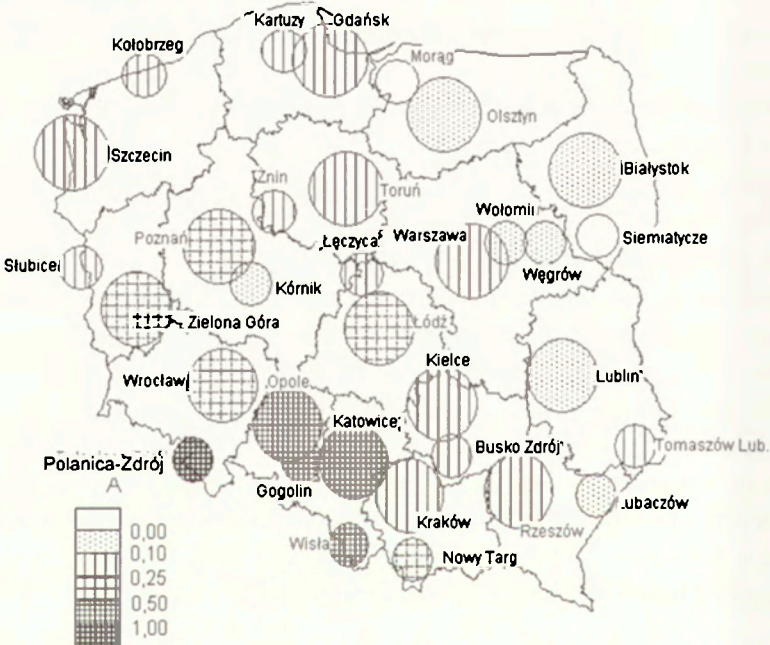 Kartuzy
Gdańsk
Kołobrzeg
Morąg
Olsztyn
Szczecin
Białystok
Żnin
Toruń
Wołomii
Poznań
Łęczyca
Warszawa
Siemiatycze
Słubice
Węgrów
Kórnik
Zielona Góra
Łódź
Kielce
Wrocław
Opole
Lublin
Katowice
Busko Zdrój
Tomaszów Lub.
Polanica-Zdrój
A
Gogolin
Lubaczów
Kraków
Rzeszów
Wisła
Nowy Targ
0,00
0,10
0,25
0,50
1,00